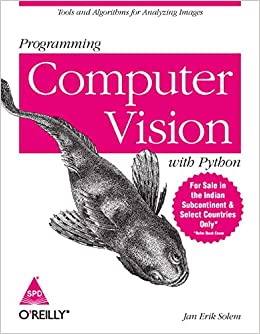 Tools and Algorithms for Analyzing Images
Programming
Computer
Vision
with Python
For Sale in
the Indian
Subcontinent &
Select Countries
Only*
*Refer Back Cover
SPD
O'REILLY®
Jan Erik Solem